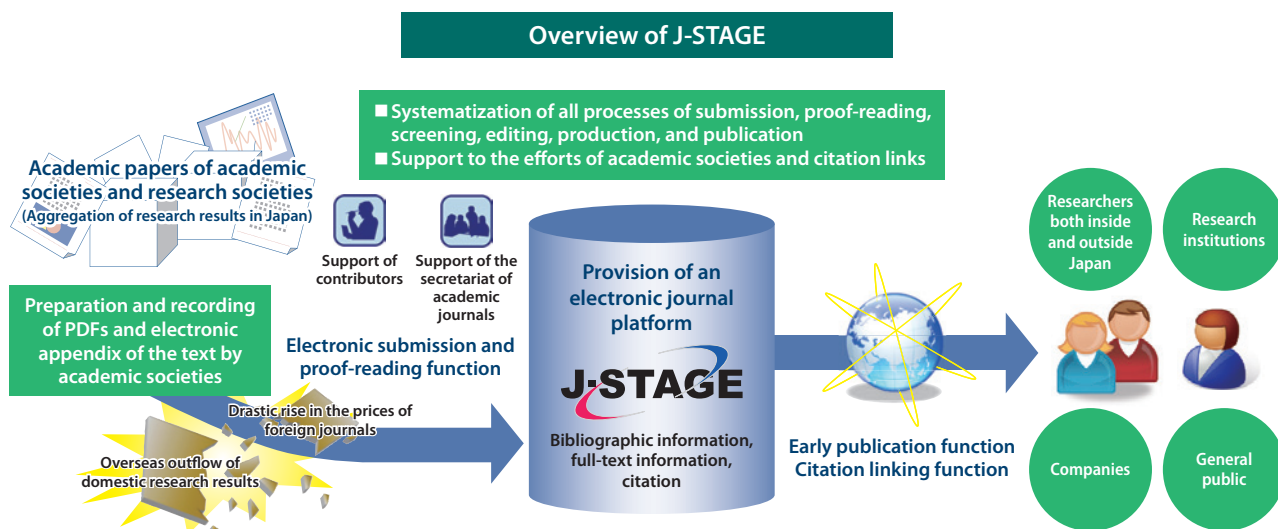 Overview of J-STAGE
■ Systematization of all processes of submission, proof-reading,
screening, editing, production, and publication
■ Support to the efforts of academic societies and citation links
Academic papers of academic
societies and research societies
(Aggregation of research results in Japan)
Support of
contributors
Support of the
secretariat of
academic
journals
Preparation and recording
of PDFs and electronic
appendix of the text by
academic societies
Electronic submission and
proof-reading function
Drastic rise in the prices of
foreign journals
Overseas outflow of
domestic research results
Provision of an
electronic journal
platform
J-STAGE
Bibliographic information,
full-text information,
citation
Early publication function
Citation linking function
Researchers
both inside
and outside
Japan
Research
institutions
Companies
General
public